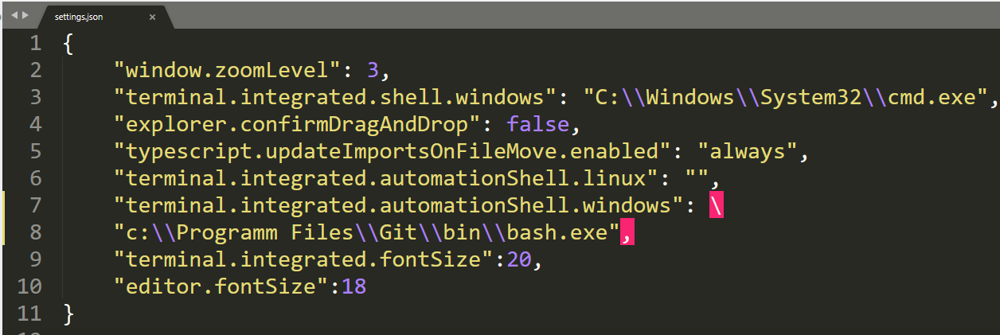 settings.json ×
1 {
2 "window.zoomLevel": 3,
3 "terminal.integrated.shell.windows": "C:\\Windows\\System32\\cmd.exe",
4 "explorer.confirmDragAndDrop": false,
5 "typescript.updateImportsOnFileMove.enabled": "always",
6 "terminal.integrated.automationShell.linux": "",
7 "terminal.integrated.automationShell.windows": \
8 "c:\\Programm Files\\Git\\bin\\bash.exe",
9 "terminal.integrated.fontSize":20,
10 "editor.fontSize":18
11 }